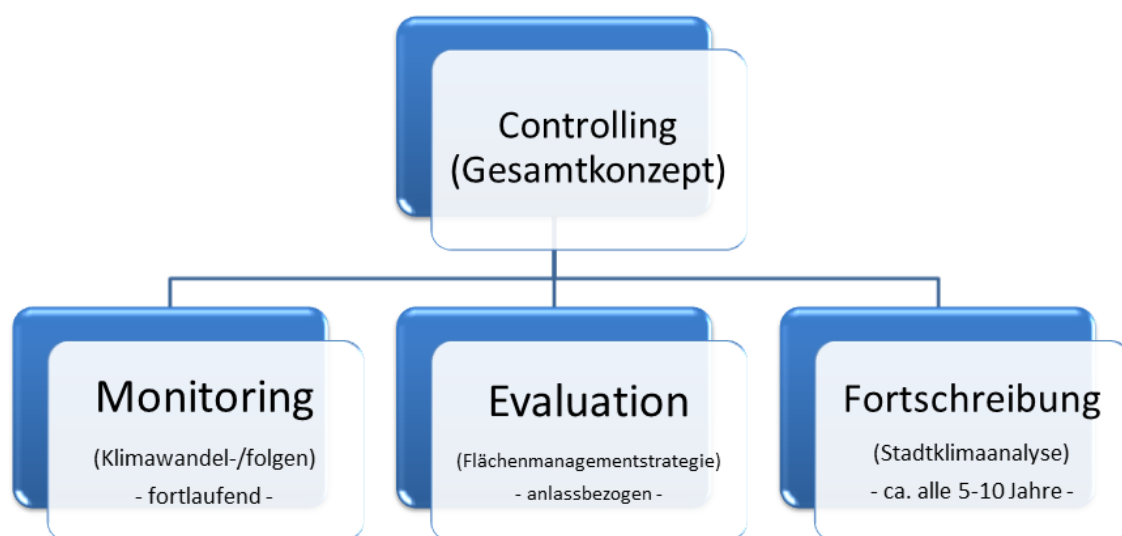 Controlling
(Gesamtkonzept)
Monitoring
(Klimawandel-/folgen)
- fortlaufend -
Evaluation
(Flächenmanagementstrategie)
- anlassbezogen -
Fortschreibung
(Stadtklimaanalyse)
- ca. alle 5-10 Jahre -